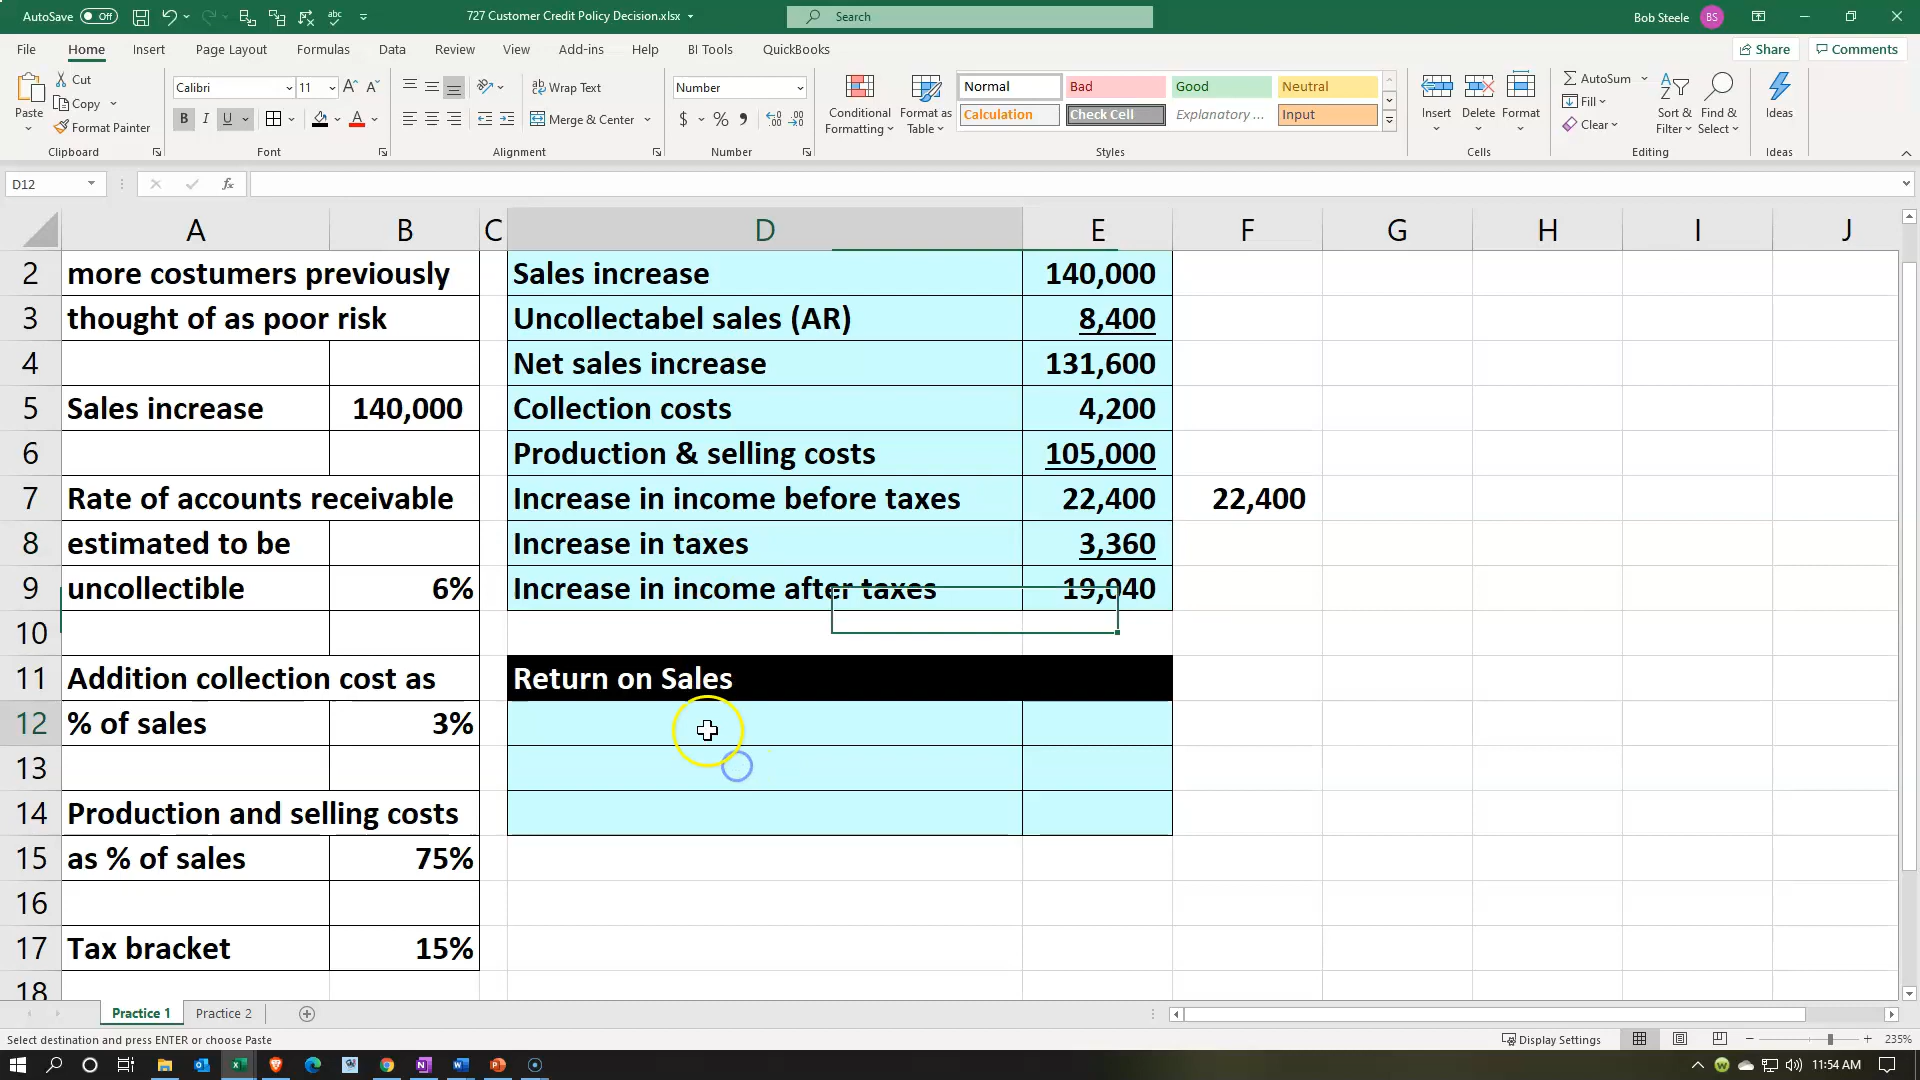 AutoSave Off 727 Customer Credit Policy Decision.xlsx Search Bob Steele BS
File Home Insert Page Layout Formulas Data Review View Add-ins Help BI Tools QuickBooks Share Comments
Paste Cut Copy Format Painter
Calibri 11 B I U
Wrap Text Merge & Center
Number $ %
Conditional Formatting Format as Table
Normal Bad Good Neutral
Calculation Check Cell Explanatory ... Input
Insert Delete Format
AutoSum Fill Clear Sort & Filter Find & Select Ideas
Clipboard Font Alignment Number Styles Cells Editing Ideas
D12 fx
A B C D E F G H I J
2 more costumers previously Sales increase 140,000
3 thought of as poor risk Uncollectabel sales (AR) 8,400
4 Net sales increase 131,600
5 Sales increase 140,000 Collection costs 4,200
6 Production & selling costs 105,000
7 Rate of accounts receivable Increase in income before taxes 22,400 22,400
8 estimated to be Increase in taxes 3,360
9 uncollectible 6% Increase in income after taxes 19,040
10
11 Addition collection cost as Return on Sales
12 % of sales 3%
13
14 Production and selling costs
15 as % of sales 75%
16
17 Tax bracket 15%
18
Practice 1 Practice 2
Select destination and press ENTER or choose Paste Display Settings 235%
11:54 AM